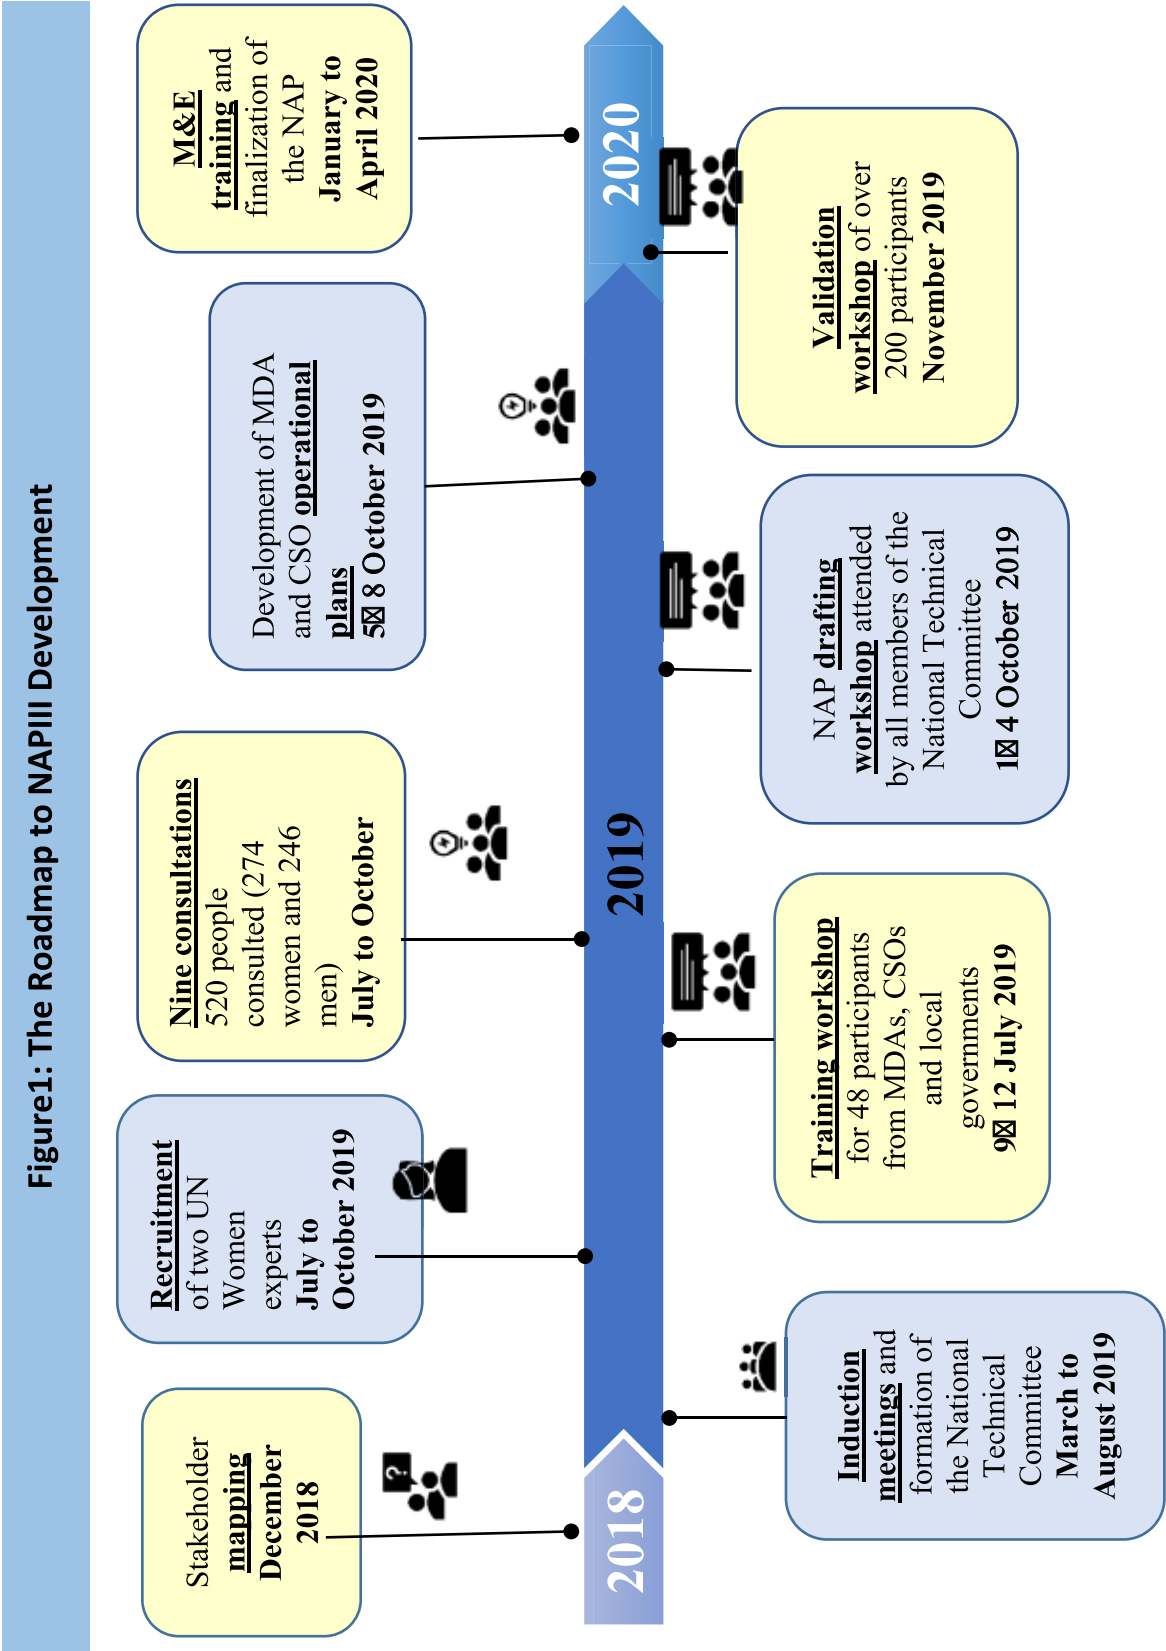 Figure1: The Roadmap to NAPIII Development
Stakeholder
mapping
December
2018
Recruitment
of two UN
Women
experts
July to
October 2019
Nine consultations
520 people
consulted (274
women and 246
men)
July to October
Development of MDA
and CSO operational
plans
5 8 October 2019
M&E
training and
finalization of
the NAP
January to
April 2020
2018
2019
2020
Induction
meetings and
formation of
the National
Technical
Committee
March to
August 2019
Training workshop
for 48 participants
from MDAs, CSOs
and local
governments
9 12 July 2019
NAP drafting
workshop attended
by all members of the
National Technical
Committee
1 4 October 2019
Validation
workshop of over
200 participants
November 2019
?